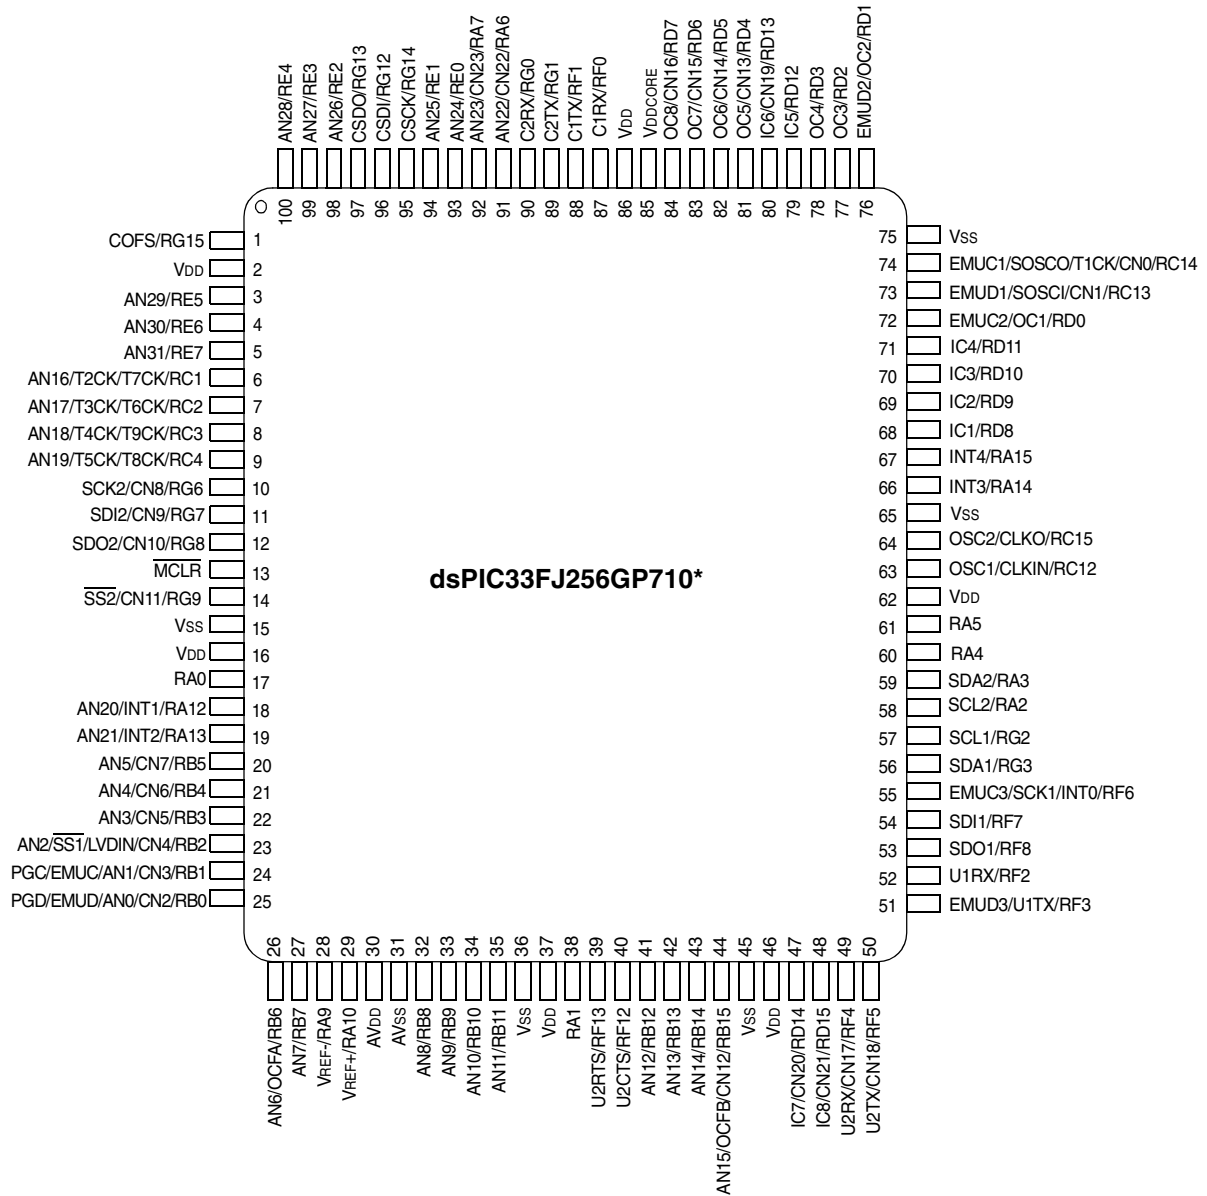 AN28/RE4
AN27/RE3
AN26/RE2
CSDO/RG13
CSDI/RG12
CSCK/RG14
AN25/RE1
AN24/RE0
AN23/CN23/RA7
AN22/CN22/RA6
C2RX/RG0
C2TX/RG1
C1TX/RF1
C1RX/RF0
VDD
VDDCORE
OC8/CN16/RD7
OC7/CN15/RD6
OC6/CN14/RD5
OC5/CN13/RD4
IC6/CN19/RD13
IC5/RD12
OC4/RD3
OC3/RD2
EMUD2/OC2/RD1
100
99
98
97
96
95
94
93
92
91
90
89
88
87
86
85
84
83
82
81
80
79
78
77
76
COFS/RG15 1
VDD 2
AN29/RE5 3
AN30/RE6 4
AN31/RE7 5
AN16/T2CK/T7CK/RC1 6
AN17/T3CK/T6CK/RC2 7
AN18/T4CK/T9CK/RC3 8
AN19/T5CK/T8CK/RC4 9
SCK2/CN8/RG6 10
SDI2/CN9/RG7 11
SDO2/CN10/RG8 12
MCLR 13
SS2/CN11/RG9 14
VSS 15
VDD 16
RA0 17
AN20/INT1/RA12 18
AN21/INT2/RA13 19
AN5/CN7/RB5 20
AN4/CN6/RB4 21
AN3/CN5/RB3 22
AN2/SS1/LVDIN/CN4/RB2 23
PGC/EMUC/AN1/CN3/RB1 24
PGD/EMUD/AN0/CN2/RB0 25
dsPIC33FJ256GP710*
75 VSS
74 EMUC1/SOSCO/T1CK/CN0/RC14
73 EMUD1/SOSCI/CN1/RC13
72 EMUC2/OC1/RD0
71 IC4/RD11
70 IC3/RD10
69 IC2/RD9
68 IC1/RD8
67 INT4/RA15
66 INT3/RA14
65 VSS
64 OSC2/CLKO/RC15
63 OSC1/CLKIN/RC12
62 VDD
61 RA5
60 RA4
59 SDA2/RA3
58 SCL2/RA2
57 SCL1/RG2
56 SDA1/RG3
55 EMUC3/SCK1/INT0/RF6
54 SDI1/RF7
53 SDO1/RF8
52 U1RX/RF2
51 EMUD3/U1TX/RF3
26
27
28
29
30
31
32
33
34
35
36
37
38
39
40
41
42
43
44
45
46
47
48
49
50
AN6/OCFA/RB6
AN7/RB7
VREF-/RA9
VREF+/RA10
AVDD
AVSS
AN8/RB8
AN9/RB9
AN10/RB10
AN11/RB11
VSS
VDD
RA1
U2RTS/RF13
U2CTS/RF12
AN12/RB12
AN13/RB13
AN14/RB14
AN15/OCFB/CN12/RB15
VSS
VDD
IC7/CN20/RD14
IC8/CN21/RD15
U2RX/CN17/RF4
U2TX/CN18/RF5